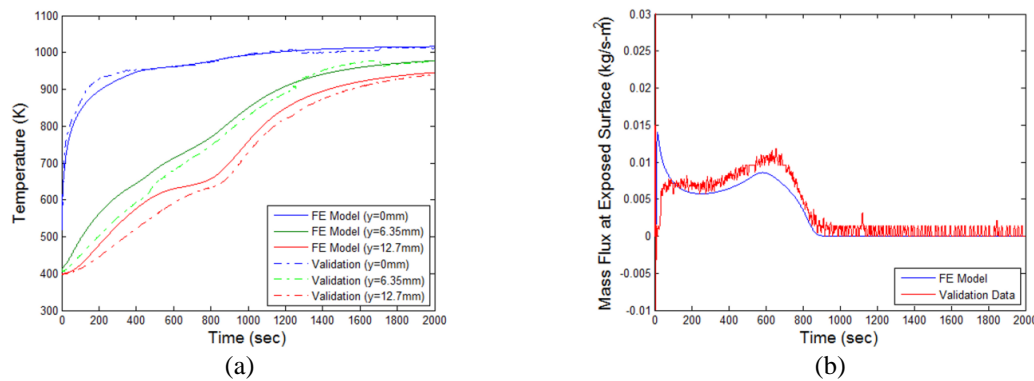 1100
1000
900
800
700
600
500
400
300
Temperature (K)
FE Model (y=0mm)
FE Model (y=6.35mm)
FE Model (y=12.7mm)
Validation (y=0mm)
Validation (y=6.35mm)
Validation (y=12.7mm)
0 200 400 600 800 1000 1200 1400 1600 1800 2000
Time (sec)
(a)
0.03
0.025
0.02
0.015
0.01
0.005
0
-0.005
-0.01
Mass Flux at Exposed Surface (kg/s-m²)
FE Model
Validation Data
0 200 400 600 800 1000 1200 1400 1600 1800 2000
Time (sec)
(b)